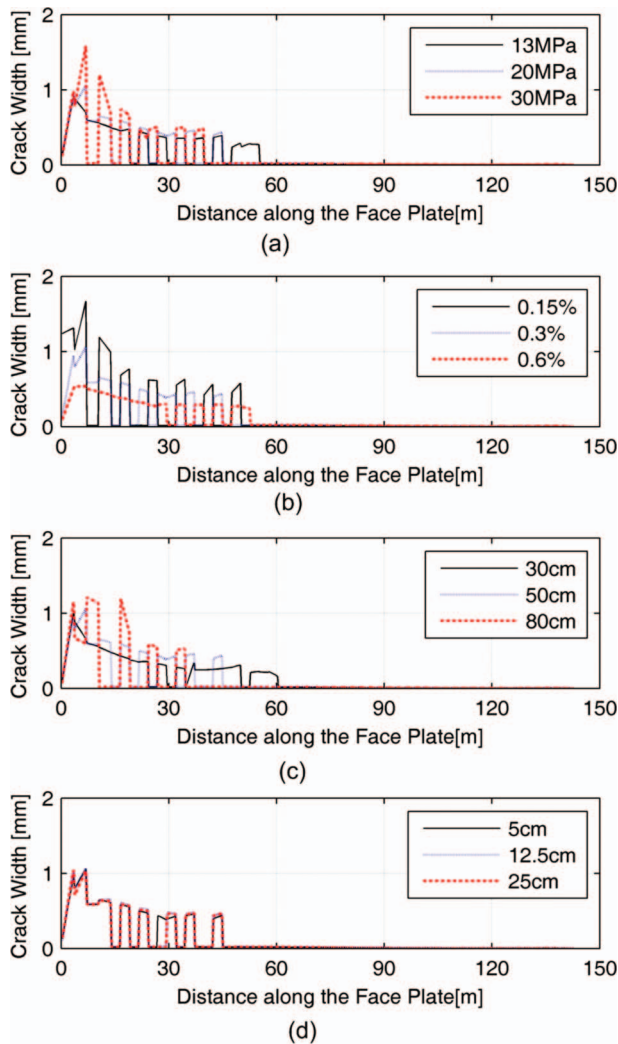 2
1
0
Crack Width [mm]
13MPa
20MPa
30MPa
0 30 60 90 120 150
Distance along the Face Plate[m]
(a)
2
1
0
Crack Width [mm]
0.15%
0.3%
0.6%
0 30 60 90 120 150
Distance along the Face Plate[m]
(b)
2
1
0
Crack Width [mm]
30cm
50cm
80cm
0 30 60 90 120 150
Distance along the Face Plate[m]
(c)
2
1
0
Crack Width [mm]
5cm
12.5cm
25cm
0 30 60 90 120 150
Distance along the Face Plate[m]
(d)